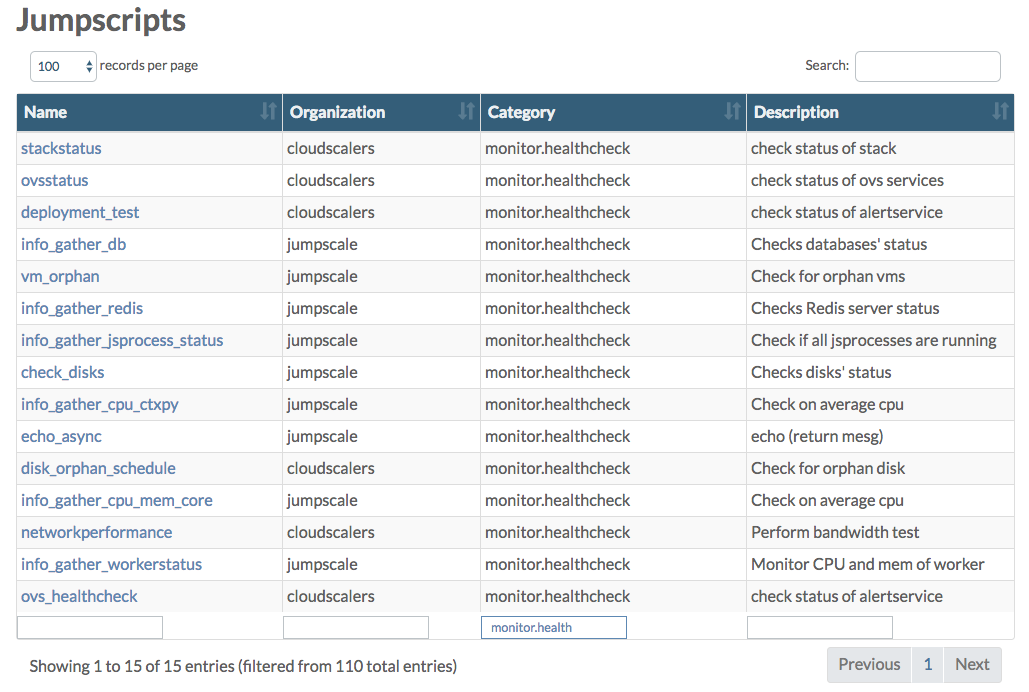 Jumpscripts
100 records per page Search:
Name Organization Category Description
stackstatus cloudscalers monitor.healthcheck check status of stack
ovsstatus cloudscalers monitor.healthcheck check status of ovs services
deployment_test cloudscalers monitor.healthcheck check status of alertservice
info_gather_db jumpscale monitor.healthcheck Checks databases' status
vm_orphan jumpscale monitor.healthcheck Check for orphan vms
info_gather_redis jumpscale monitor.healthcheck Checks Redis server status
info_gather_jsprocess_status jumpscale monitor.healthcheck Check if all jsprocesses are running
check_disks jumpscale monitor.healthcheck Checks disks' status
info_gather_cpu_ctxpy jumpscale monitor.healthcheck Check on average cpu
echo_async jumpscale monitor.healthcheck echo (return mesg)
disk_orphan_schedule cloudscalers monitor.healthcheck Check for orphan disk
info_gather_cpu_mem_core jumpscale monitor.healthcheck Check on average cpu
networkperformance cloudscalers monitor.healthcheck Perform bandwidth test
info_gather_workerstatus jumpscale monitor.healthcheck Monitor CPU and mem of worker
ovs_healthcheck cloudscalers monitor.healthcheck check status of alertservice
monitor.health
Showing 1 to 15 of 15 entries (filtered from 110 total entries) Previous 1 Next